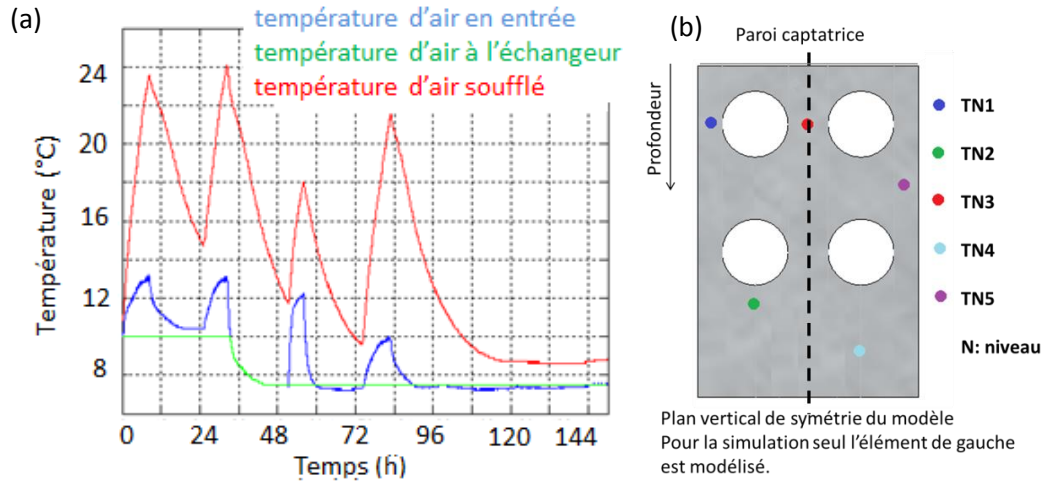 (a)
température d'air en entrée
température d'air à l'échangeur
température d'air soufflé
Température (°C)
24
20
16
12
8
0 24 48 72 96 120 144
Temps (h)
(b)
Paroi captatrice
Profondeur
TN1
TN2
TN3
TN4
TN5
N: niveau
Plan vertical de symétrie du modèle
Pour la simulation seul l'élément de gauche
est modélisé.